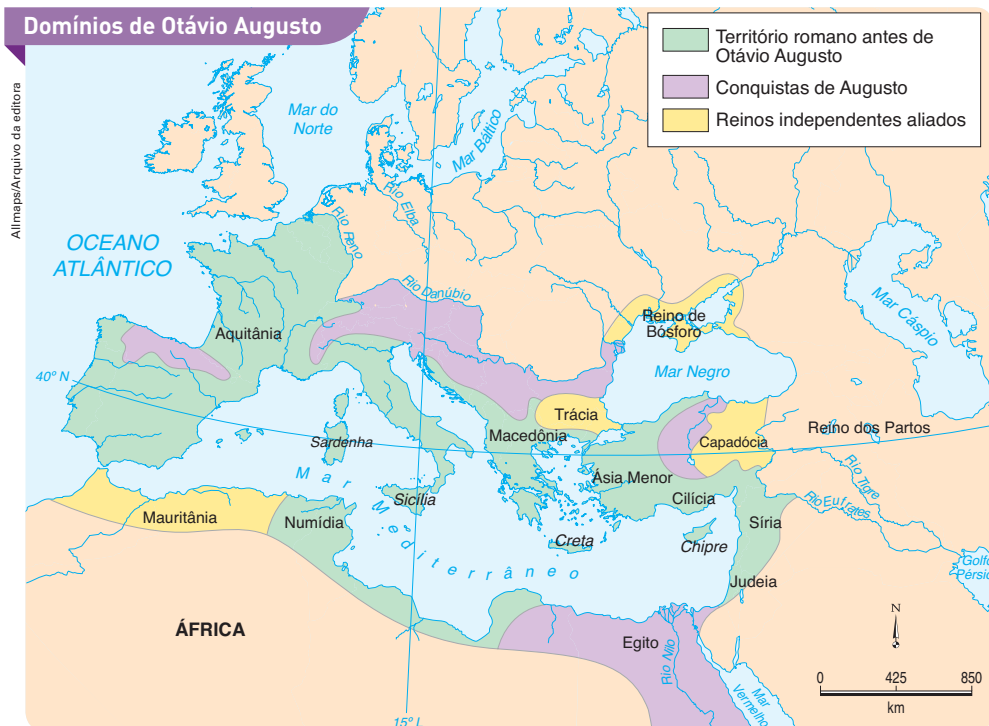 Domínios de Otávio Augusto
Allmaps/Arquivo da editora
Território romano antes de
Otávio Augusto
Conquistas de Augusto
Reinos independentes aliados
Mar do
Norte
Mar Báltico
Rio Elba
Rio Reno
OCEANO
ATLÂNTICO
Rio Danúbio
Reino de
Bósforo
Mar Cáspio
Aquitânia
Mar Negro
40º N
Trácia
Sardenha
Macedônia
Capadócia
Reino dos Partos
Ásia Menor
Rio Tigre
Cilícia
Rio Eufrates
Sicília
Mauritânia
Numídia
Mar Mediterrâneo
Creta
Chipre
Síria
Golfo
Pérsic
Judeia
ÁFRICA
Egito
Rio Nilo
Mar
Vermelho
N
0 425 850
km
15º L